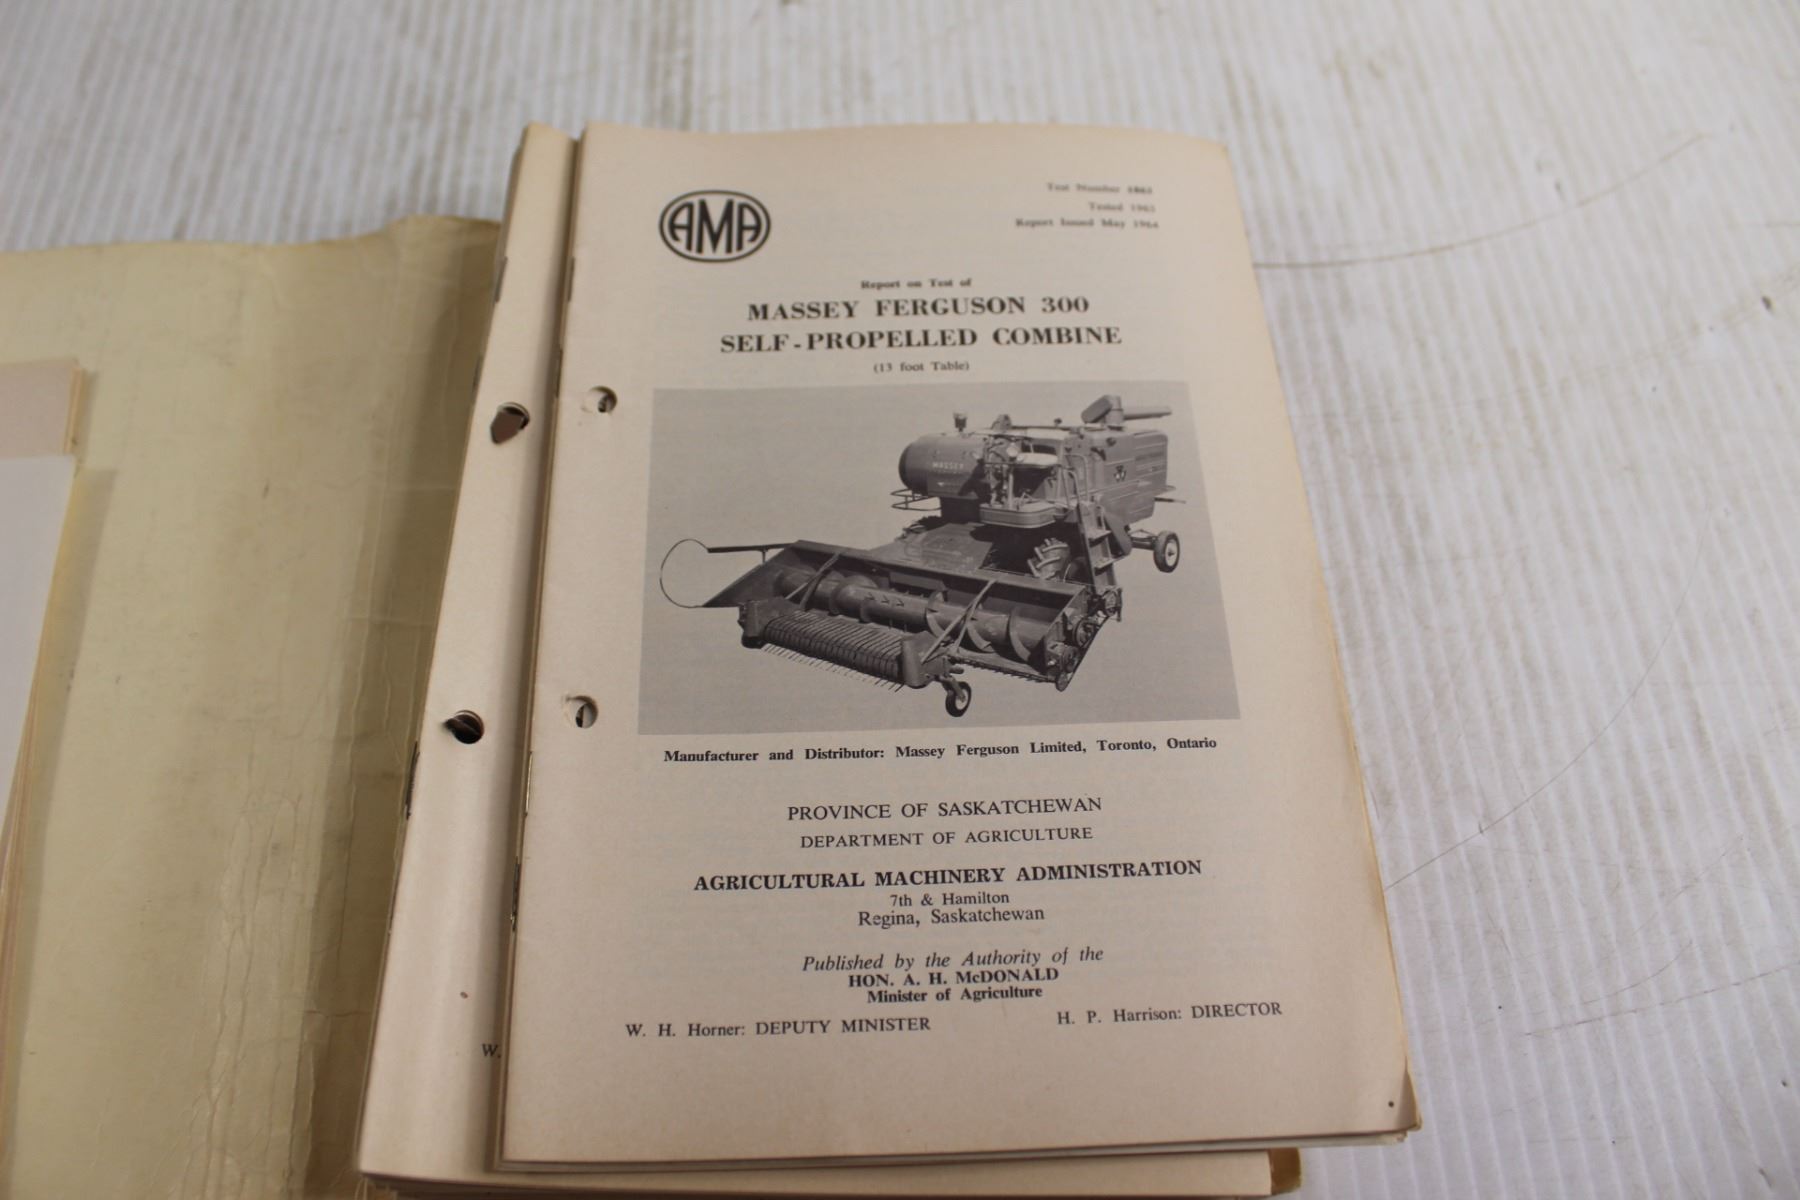 AMA
Test Number
Tested
Report Issued May 1964
Report on Test of
MASSEY FERGUSON 300
SELF-PROPELLED COMBINE
(13 foot Table)
MASSEY
Manufacturer and Distributor: Massey Ferguson Limited, Toronto, Ontario
PROVINCE OF SASKATCHEWAN
DEPARTMENT OF AGRICULTURE
AGRICULTURAL MACHINERY ADMINISTRATION
7th & Hamilton
Regina, Saskatchewan
Published by the Authority of the
HON. A. H. McDONALD
Minister of Agriculture
W. H. Horner: DEPUTY MINISTER
H. P. Harrison: DIRECTOR
W.